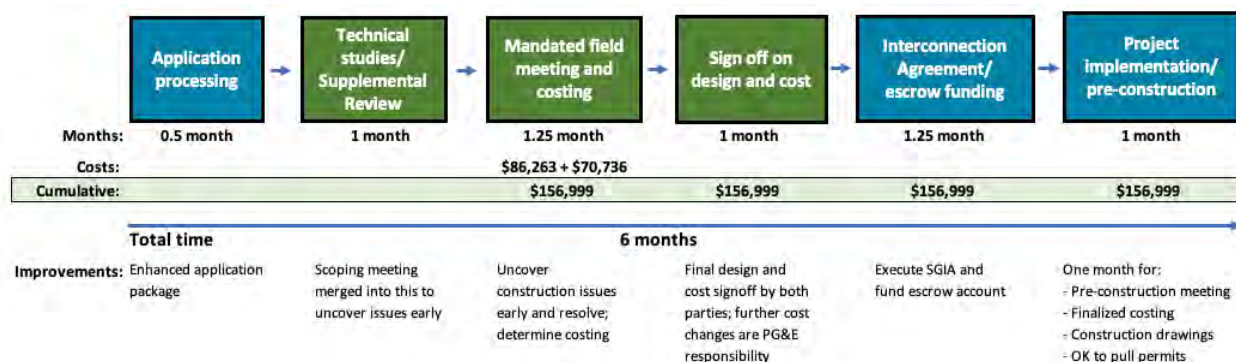 Application
processing
Technical
studies/
Supplemental
Review
Mandated field
meeting and
costing
Sign off on
design and cost
Interconnection
Agreement/
escrow funding
Project
implementation/
pre-construction
Months: 0.5 month 1 month 1.25 month 1 month 1.25 month 1 month
Costs: $86,263 + $70,736
Cumulative: $156,999 $156,999 $156,999 $156,999
Total time 6 months
Improvements:
Enhanced application
package
Scoping meeting
merged into this to
uncover issues early
Uncover
construction issues
early and resolve;
determine costing
Final design and
cost signoff by both
parties; further cost
changes are PG&E
responsibility
Execute SGIA and
fund escrow account
One month for:
- Pre-construction meeting
- Finalized costing
- Construction drawings
- OK to pull permits